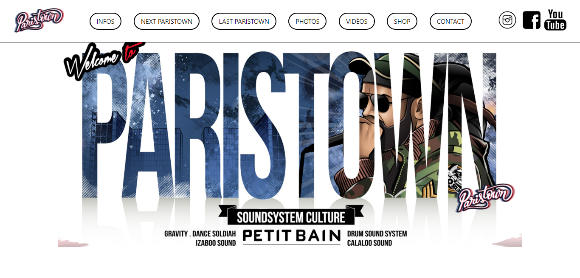 Paristown
INFOS
NEXT PARISTOWN
LAST PARISTOWN
PHOTOS
VIDEOS
SHOP
CONTACT
You
Tube
Welcome to
PARISTOWN
Paristown
SOUNDSYSTEM CULTURE
GRAVITY . DANCE SOLDIAH
IZABOO SOUND
PETIT BAIN
DRUM SOUND SYSTEM
CALALOO SOUND